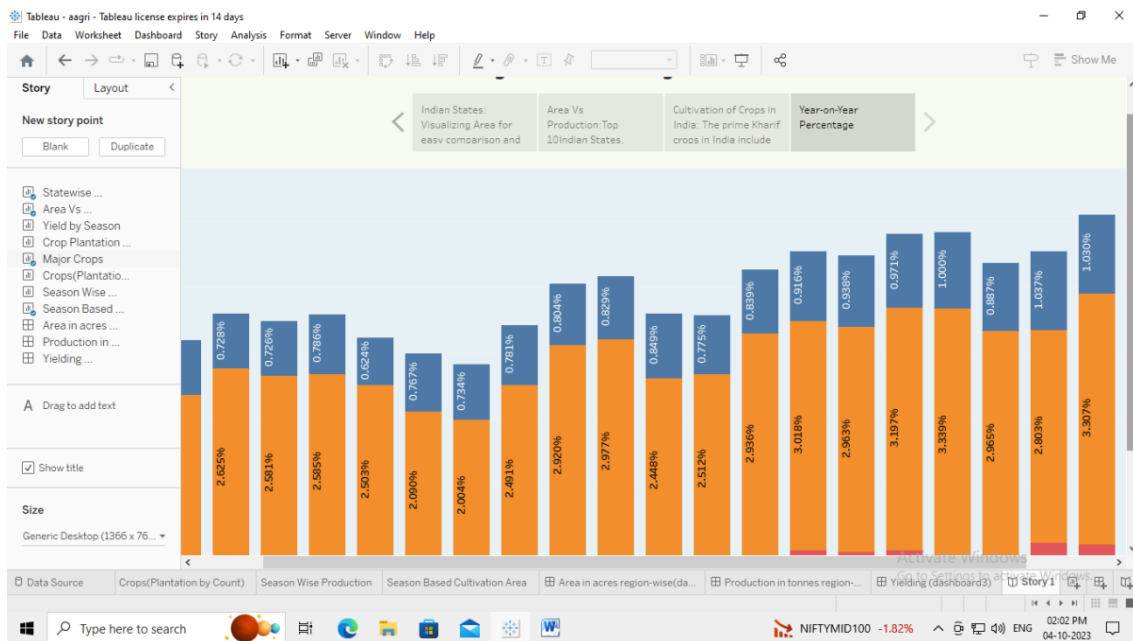 Tableau - aagri - Tableau license expires in 14 days
File Data Worksheet Dashboard Story Analysis Format Server Window Help
Show Me
Story Layout
New story point
Blank Duplicate
Indian States:
Visualizing Area for
easy comparison and
Area Vs
Production:Top
10Indian States.
Cultivation of Crops in
India: The prime Kharif
crops in India include
Year-on-Year
Percentage
Statewise ...
Area Vs ...
Yield by Season
Crop Plantation ...
Major Crops
Crops(Plantatio...
Season Wise ...
Season Based ...
Area in acres ...
Production in ...
Yielding ...
A Drag to add text
Show title
Size
Generic Desktop (1366 x 76...
0.728% 0.726% 0.786% 0.624% 0.767% 0.734% 0.781% 0.804% 0.829% 0.849% 0.775% 0.839% 0.916% 0.938% 0.971% 1.000% 0.887% 1.037% 1.030%
2.625% 2.581% 2.585% 2.503% 2.090% 2.004% 2.491% 2.920% 2.977% 2.448% 2.512% 2.936% 3.018% 2.963% 3.197% 3.339% 2.965% 2.803% 3.307%
Activate Windows
Go to Settings to activate Windows.
Data Source Crops(Plantation by Count) Season Wise Production Season Based Cultivation Area Area in acres region-wise(da... Production in tonnes region-... Yielding (dashboard3) Story 1
Type here to search
NIFTYMID100 -1.82% ENG 02:02 PM
04-10-2023